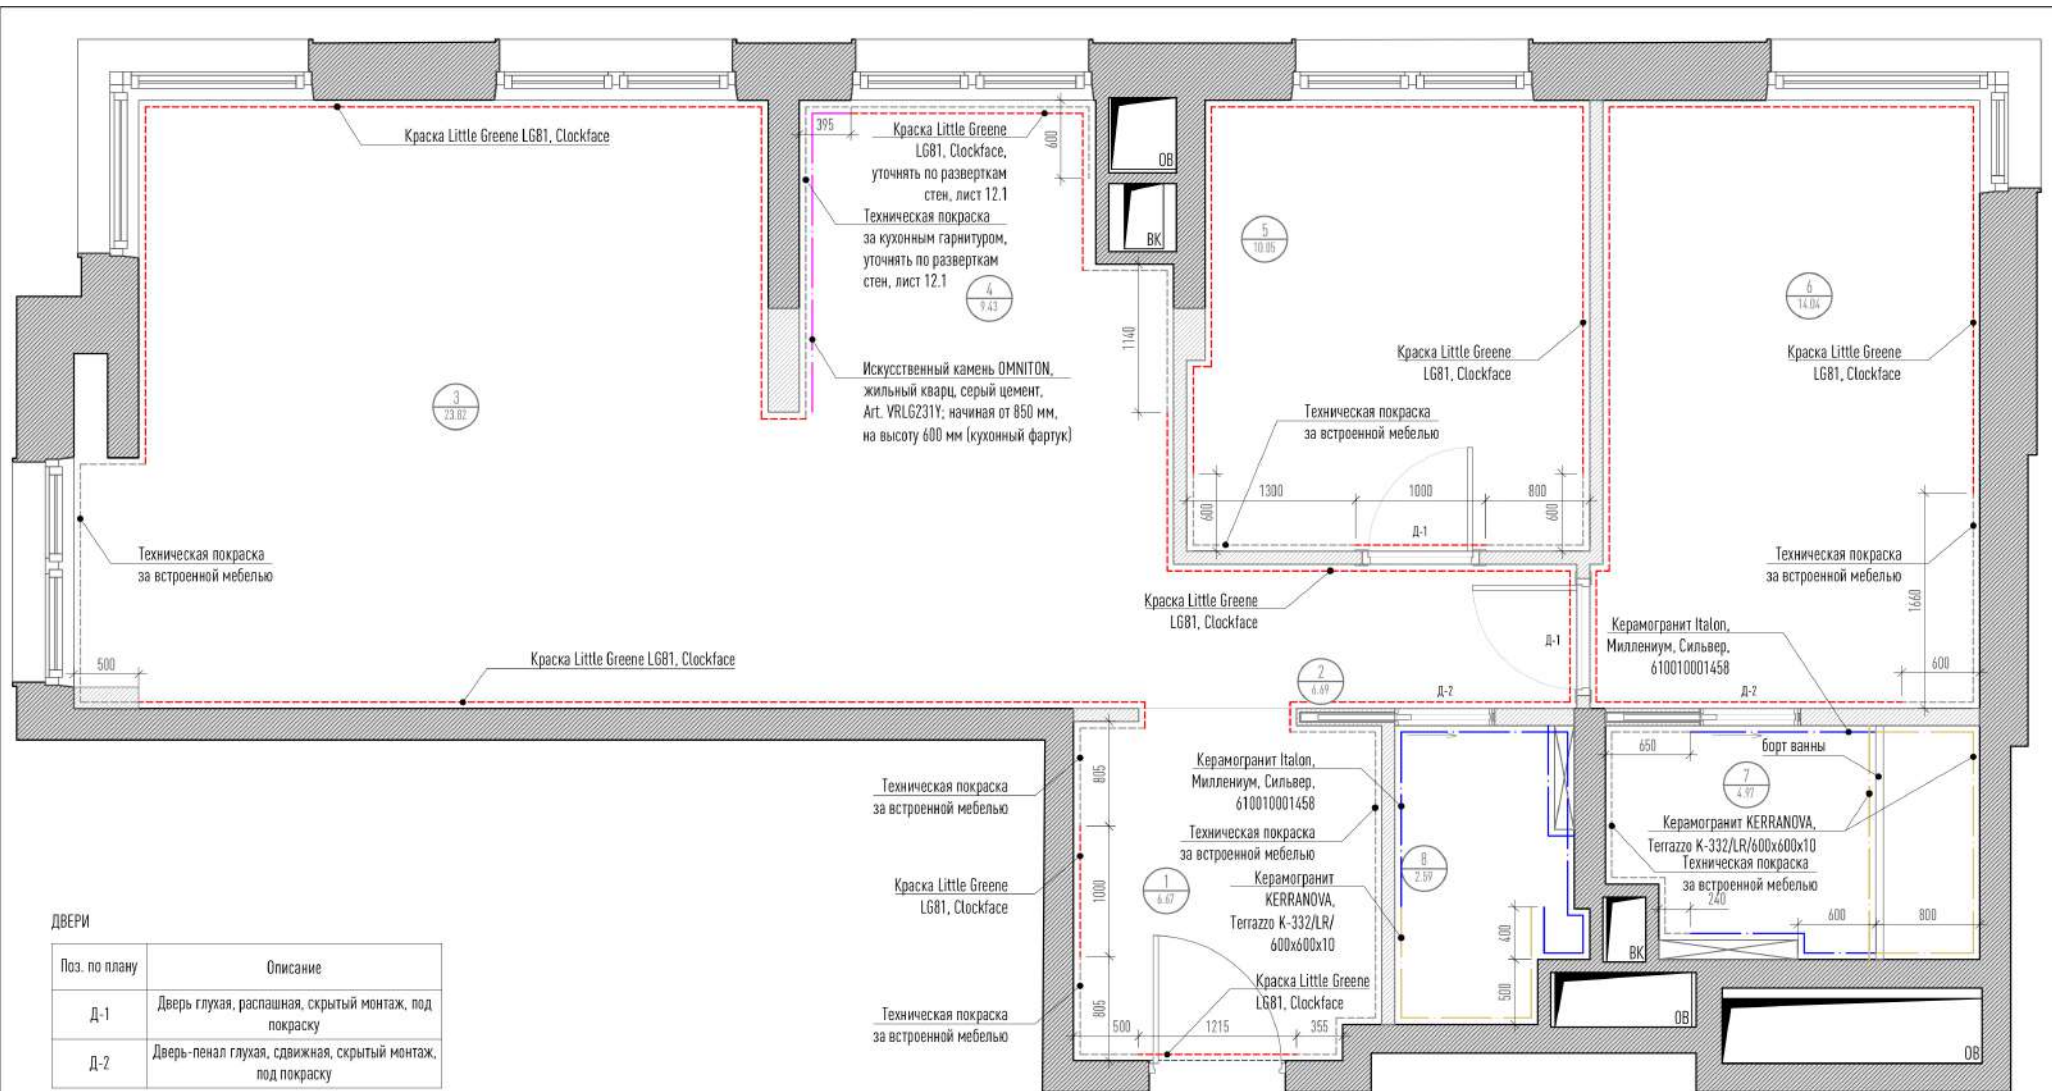 Краска Little Greene LG81, Clockface
395
Краска Little Greene
LG81, Clockface,
уточнять по разверткам
стен, лист 12.1
600
ОВ
ВК
Техническая покраска
за кухонным гарнитуром,
уточнять по разверткам
стен, лист 12.1
4
9.43
5
10.05
6
14.04
1140
Искусственный камень OMNITON,
жильный кварц, серый цемент,
Art. VRLG231Y; начиная от 850 мм,
на высоту 600 мм (кухонный фартук)
3
23.82
Краска Little Greene
LG81, Clockface
Краска Little Greene
LG81, Clockface
Техническая покраска
за встроенной мебелью
1300
1000
800
600
600
Д-1
Техническая покраска
за встроенной мебелью
Техническая покраска
за встроенной мебелью
1660
Краска Little Greene
LG81, Clockface
Д-1
Керамогранит Italon,
Миллениум, Сильвер,
610010001458
600
500
Краска Little Greene LG81, Clockface
2
6.69
Д-2
Д-2
805
Керамогранит Italon,
Миллениум, Сильвер,
610010001458
650
борт ванны
7
4.97
Техническая покраска
за встроенной мебелью
Техническая покраска
за встроенной мебелью
Керамогранит KERRANOVA,
Terrazzo K-332/LR/600x600x10
Техническая покраска
за встроенной мебелью
8
2.59
1
6.67
Краска Little Greene
LG81, Clockface
1000
Керамогранит
KERRANOVA,
Terrazzo K-332/LR/
600x600x10
240
600
800
400
ВК
Краска Little Greene
LG81, Clockface
500
ОВ
ОВ
Техническая покраска
за встроенной мебелью
805
500
1215
355
ДВЕРИ
Поз. по плану
Описание
Д-1
Дверь глухая, распашная, скрытый монтаж, под
покраску
Д-2
Дверь-пенал глухая, сдвижная, скрытый монтаж,
под покраску